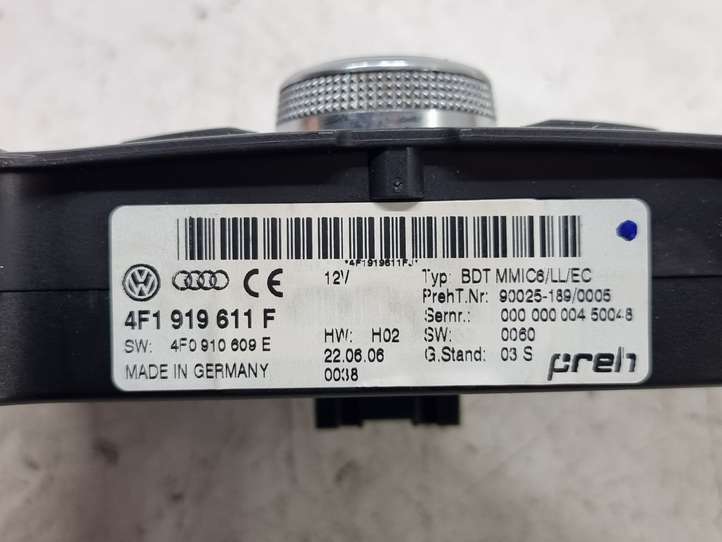 *4F1919611FJ*
CE 12V Typ: BDT MMIC6/LL/EC
PrehT.Nr: 90025-189/0005
4F1 919 611 F Sernr.: 000 000 004 50048
HW: H02 SW: 0060
SW: 4F0 910 609 E 22.06.06 G.Stand: 03 S
MADE IN GERMANY 0038 preh